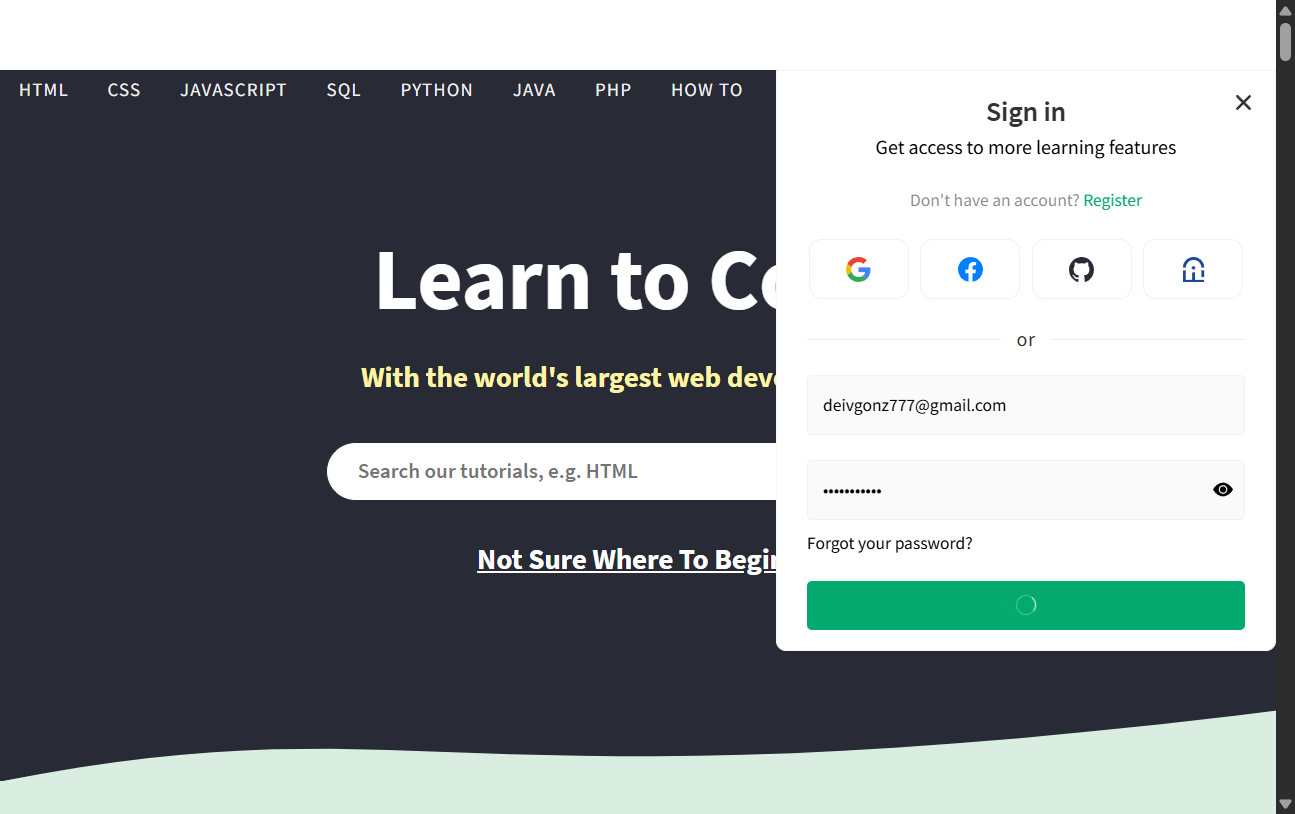 HTML CSS JAVASCRIPT SQL PYTHON JAVA PHP HOW TO
Learn to Co
With the world's largest web deve
Search our tutorials, e.g. HTML
Not Sure Where To Begin
Sign in
Get access to more learning features
Don't have an account? Register
or
deivgonz777@gmail.com
•••••••••••
Forgot your password?